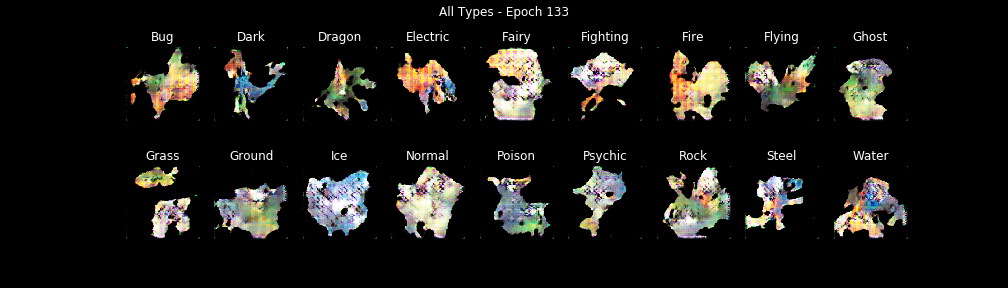 All Types - Epoch 133
Bug Dark Dragon Electric Fairy Fighting Fire Flying Ghost
Grass Ground Ice Normal Poison Psychic Rock Steel Water